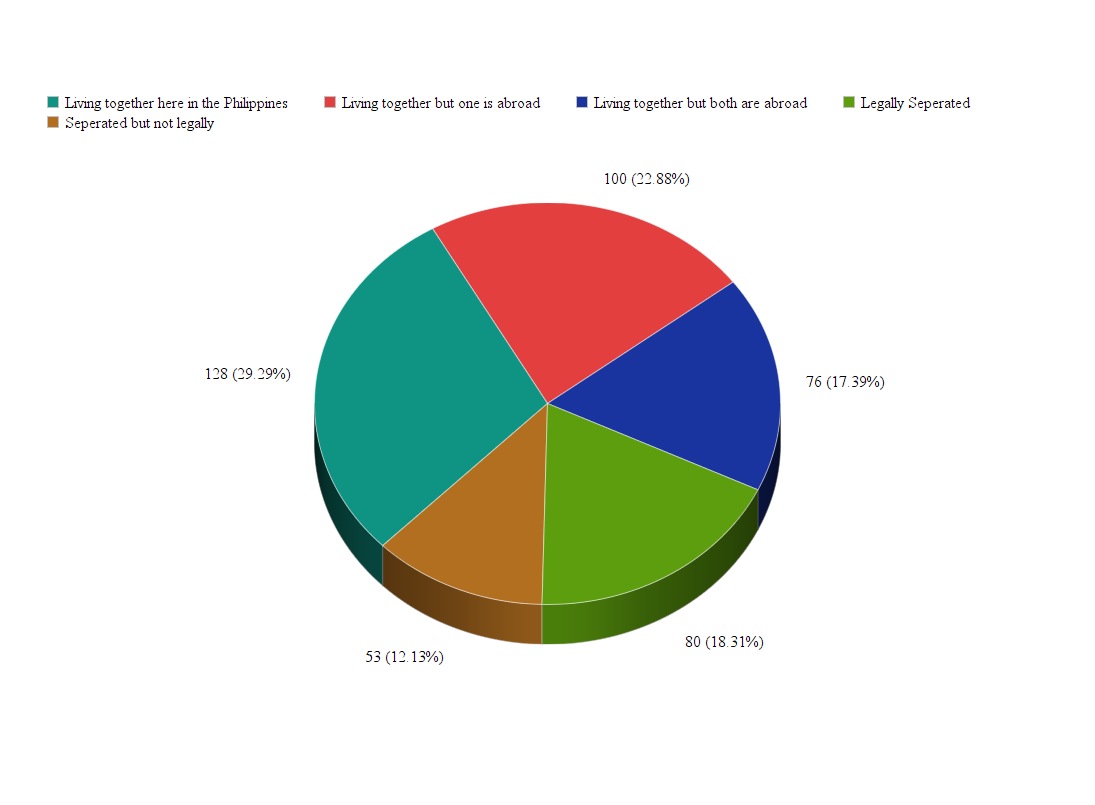 Living together here in the Philippines Living together but one is abroad Living together but both are abroad Legally Seperated
Seperated but not legally
100 (22.88%)
128 (29.29%)
76 (17.39%)
80 (18.31%)
53 (12.13%)